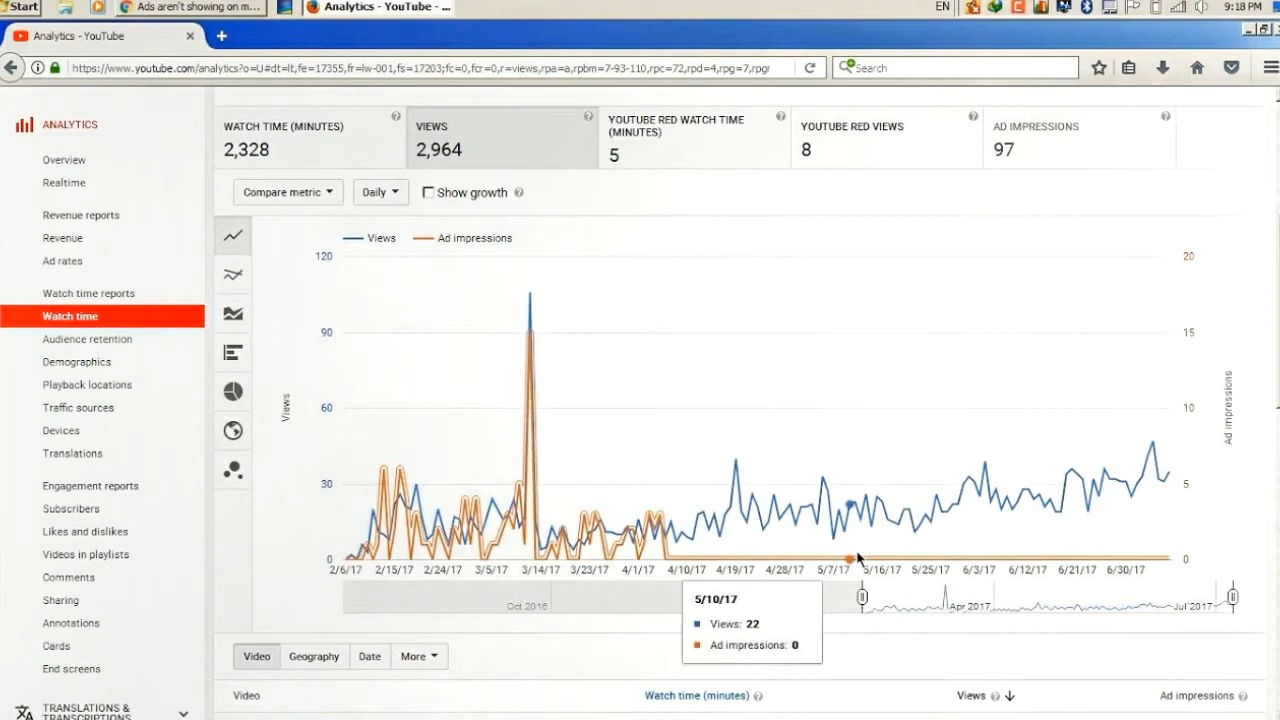 Start
Ads aren't showing on m...
Analytics - YouTube - ...
EN
9:18 PM
Analytics - YouTube
https://www.youtube.com/analytics?o=U#dt=lt,fe=17355,fr=lw-001,fs=17203;fc=0,fcr=0,r=views,rpa=a,rpbm=7-93-110,rpc=72,rpd=4,rpg=7,rpgr
Search
ANALYTICS
Overview
Realtime
Revenue reports
Revenue
Ad rates
Watch time reports
Watch time
Audience retention
Demographics
Playback locations
Traffic sources
Devices
Translations
Engagement reports
Subscribers
Likes and dislikes
Videos in playlists
Comments
Sharing
Annotations
Cards
End screens
TRANSLATIONS &
TRANSCRIPTIONS
WATCH TIME (MINUTES)
2,328
VIEWS
2,964
YOUTUBE RED WATCH TIME
(MINUTES)
5
YOUTUBE RED VIEWS
8
AD IMPRESSIONS
97
Compare metric
Daily
Show growth
Views
Ad impressions
120
90
60
30
0
Views
20
15
10
5
0
Ad impressions
2/6/17 2/15/17 2/24/17 3/5/17 3/14/17 3/23/17 4/1/17 4/10/17 4/19/17 4/28/17 5/7/17 5/16/17 5/25/17 6/3/17 6/12/17 6/21/17 6/30/17
Oct 2016
Apr 2017
Jul 2017
5/10/17
Views: 22
Ad impressions: 0
Video
Geography
Date
More
Video
Watch time (minutes)
Views
Ad impressions